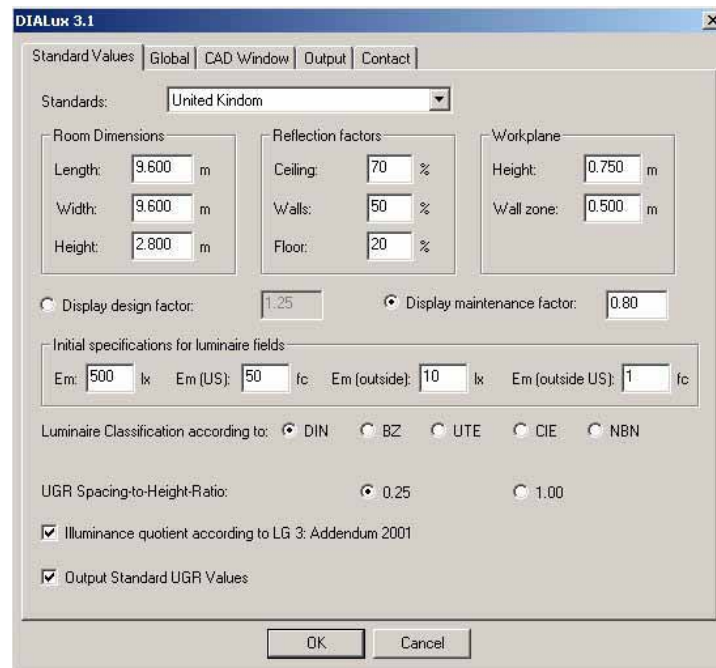 DIALux 3.1
Standard Values Global CAD Window Output Contact
Standards: United Kindom
Room Dimensions
Length: 9.600 m
Width: 9.600 m
Height: 2.800 m
Reflection factors
Ceiling: 70 %
Walls: 50 %
Floor: 20 %
Workplane
Height: 0.750 m
Wall zone: 0.500 m
Display design factor: 1.25 Display maintenance factor: 0.80
Initial specifications for luminaire fields
Em: 500 lx Em (US): 50 fc Em (outside): 10 lx Em (outside US): 1 fc
Luminaire Classification according to: DIN BZ UTE CIE NBN
UGR Spacing-to-Height-Ratio: 0.25 1.00
Illuminance quotient according to LG 3: Addendum 2001
Output Standard UGR Values
OK Cancel